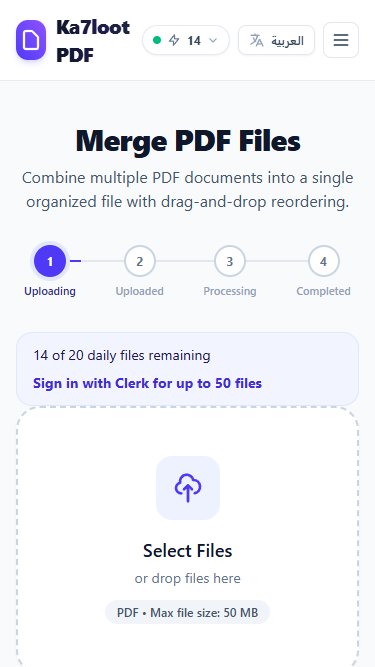 Ka7loot
PDF
14
العربية
Merge PDF Files
Combine multiple PDF documents into a single
organized file with drag-and-drop reordering.
1
2
3
4
Uploading
Uploaded
Processing
Completed
14 of 20 daily files remaining
Sign in with Clerk for up to 50 files
Select Files
or drop files here
PDF • Max file size: 50 MB